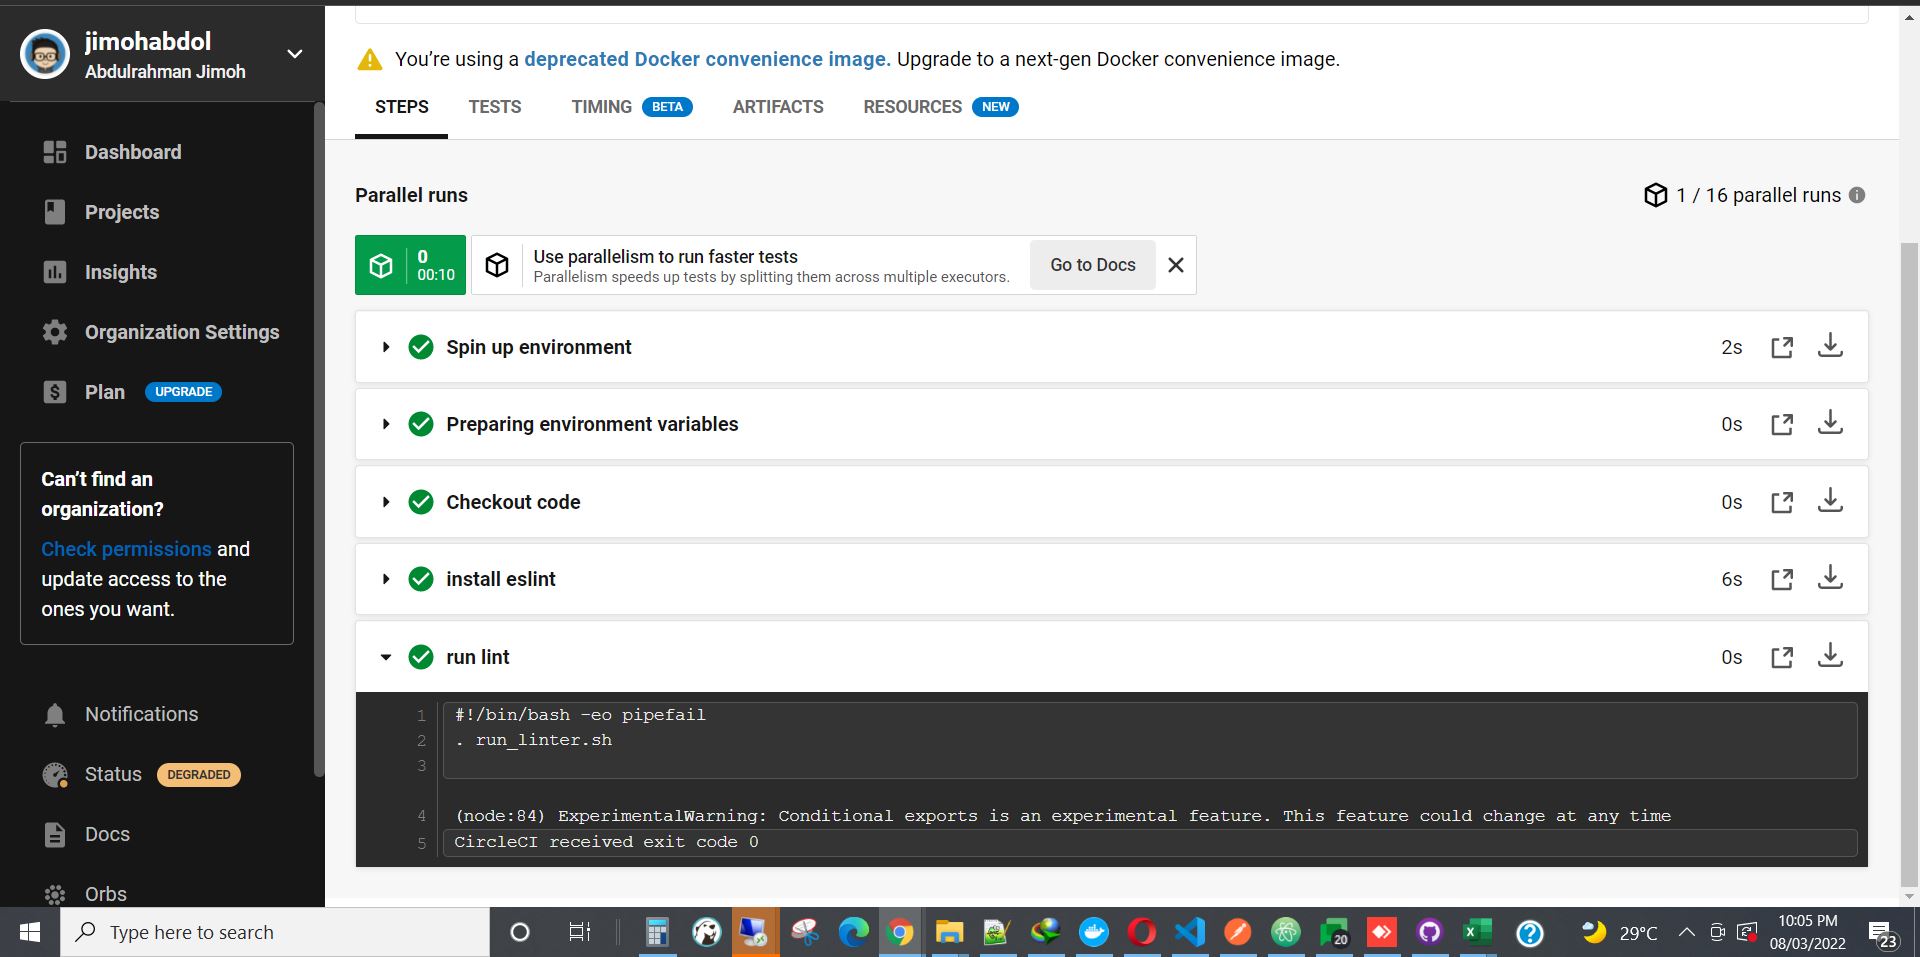 jimohabdol
Abdulrahman Jimoh
Dashboard
Projects
Insights
Organization Settings
Plan UPGRADE
Can’t find an
organization?
Check permissions and
update access to the
ones you want.
Notifications
Status DEGRADED
Docs
Orbs
You’re using a deprecated Docker convenience image. Upgrade to a next-gen Docker convenience image.
STEPS TESTS TIMING BETA ARTIFACTS RESOURCES NEW
Parallel runs
1 / 16 parallel runs
0
00:10
Use parallelism to run faster tests
Parallelism speeds up tests by splitting them across multiple executors.
Go to Docs
Spin up environment 2s
Preparing environment variables 0s
Checkout code 0s
install eslint 6s
run lint 0s
1 #!/bin/bash -eo pipefail
2 . run_linter.sh
3
4 (node:84) ExperimentalWarning: Conditional exports is an experimental feature. This feature could change at any time
5 CircleCI received exit code 0
Type here to search
20
29°C
10:05 PM
08/03/2022
23